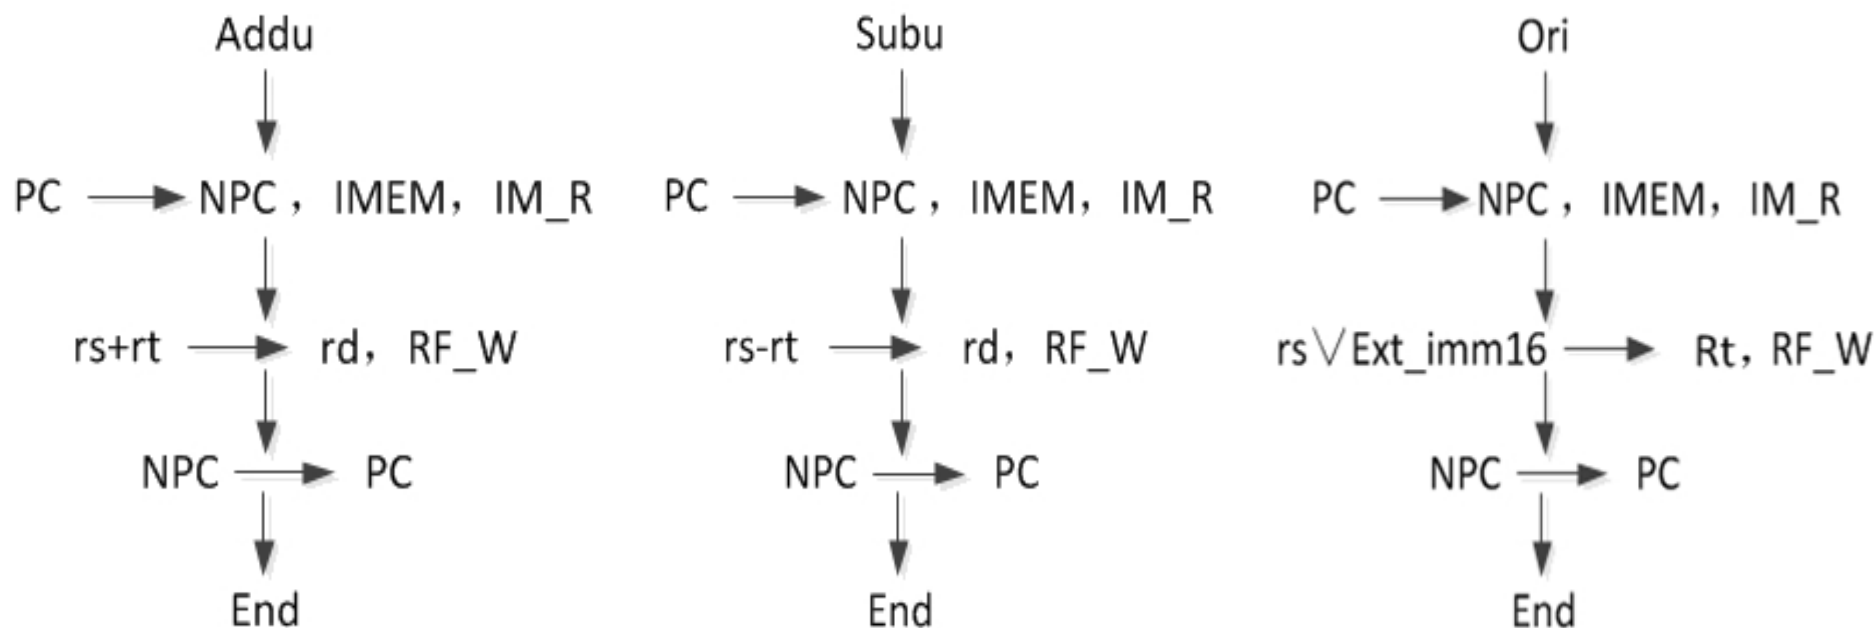 Addu
PC NPC， IMEM， IM_R
rs+rt rd， RF_W
NPC PC
End
Subu
PC NPC， IMEM， IM_R
rs-rt rd， RF_W
NPC PC
End
Ori
PC NPC， IMEM， IM_R
rs∨Ext_imm16 Rt，RF_W
NPC PC
End